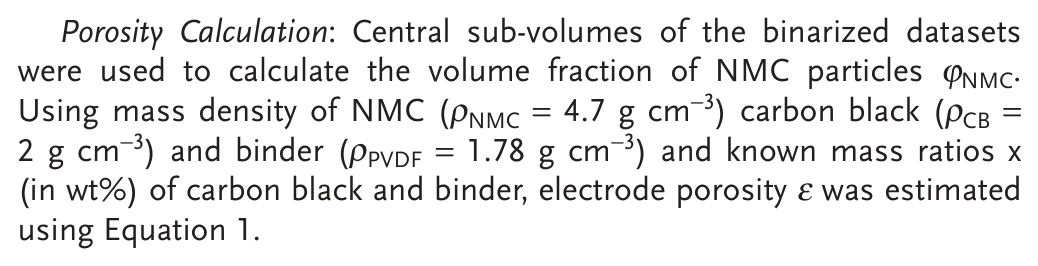 Porosity Calculation: Central sub-volumes of the binarized datasets
were used to calculate the volume fraction of NMC particles φNMC.
Using mass density of NMC (ρNMC = 4.7 g cm⁻³) carbon black (ρCB =
2 g cm⁻³) and binder (ρPVDF = 1.78 g cm⁻³) and known mass ratios x
(in wt%) of carbon black and binder, electrode porosity ε was estimated
using Equation 1.